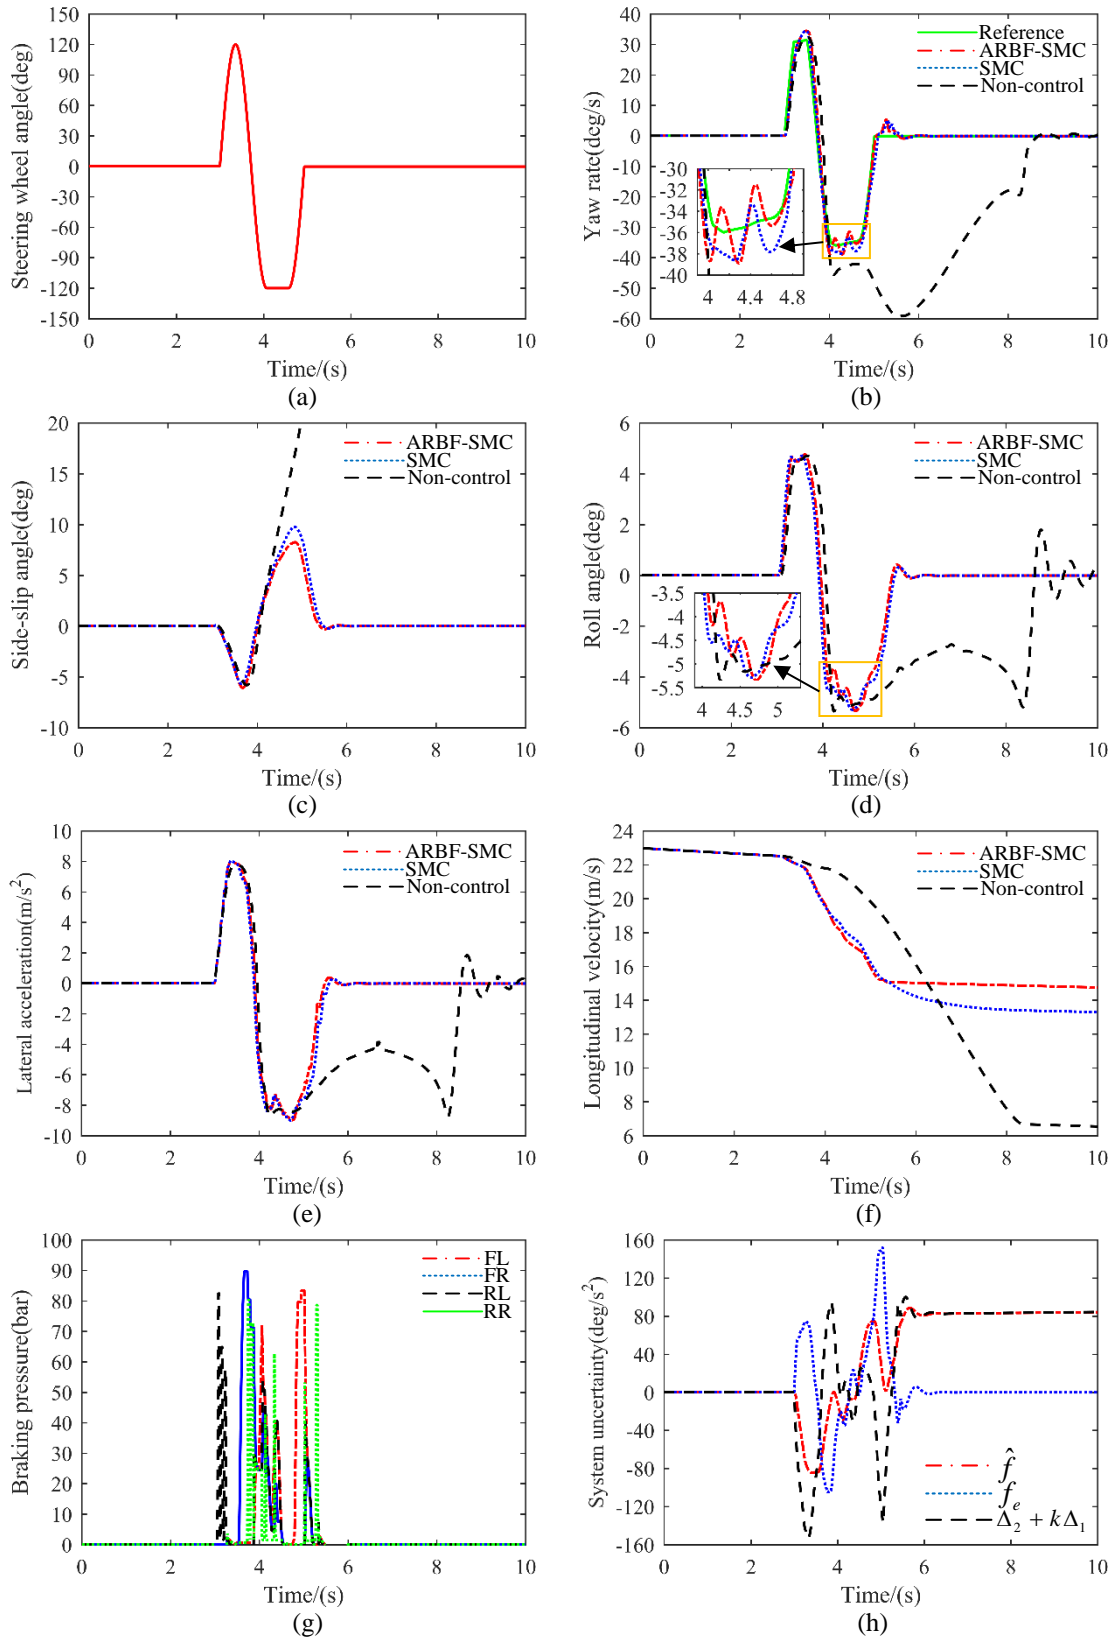 150
120
90
60
30
0
-30
-60
-90
-120
-150
Steering wheel angle(deg)
0 2 4 6 8 10
Time/(s)
(a)
40
30
20
10
0
-10
-20
-30
-40
-50
-60
Yaw rate(deg/s)
Reference
ARBF-SMC
SMC
Non-control
-30
-32
-34
-36
-38
-40
4 4.4 4.8
0 2 4 6 8 10
Time/(s)
(b)
20
15
10
5
0
-5
-10
Side-slip angle(deg)
ARBF-SMC
SMC
Non-control
0 2 4 6 8 10
Time/(s)
(c)
6
4
2
0
-2
-4
-6
Roll angle(deg)
ARBF-SMC
SMC
Non-control
-3.5
-4
-4.5
-5
-5.5
4 4.5 5
0 2 4 6 8 10
Time/(s)
(d)
10
8
6
4
2
0
-2
-4
-6
-8
-10
Lateral acceleration(m/s²)
ARBF-SMC
SMC
Non-control
0 2 4 6 8 10
Time/(s)
(e)
24
22
20
18
16
14
12
10
8
6
Longitudinal velocity(m/s)
ARBF-SMC
SMC
Non-control
0 2 4 6 8 10
Time/(s)
(f)
100
90
80
70
60
50
40
30
20
10
0
Braking pressure(bar)
FL
FR
RL
RR
0 2 4 6 8 10
Time/(s)
(g)
160
120
80
40
0
-40
-80
-120
-160
System uncertainty(deg/s²)
f̂
fₑ
Δ₂ + kΔ₁
0 2 4 6 8 10
Time/(s)
(h)